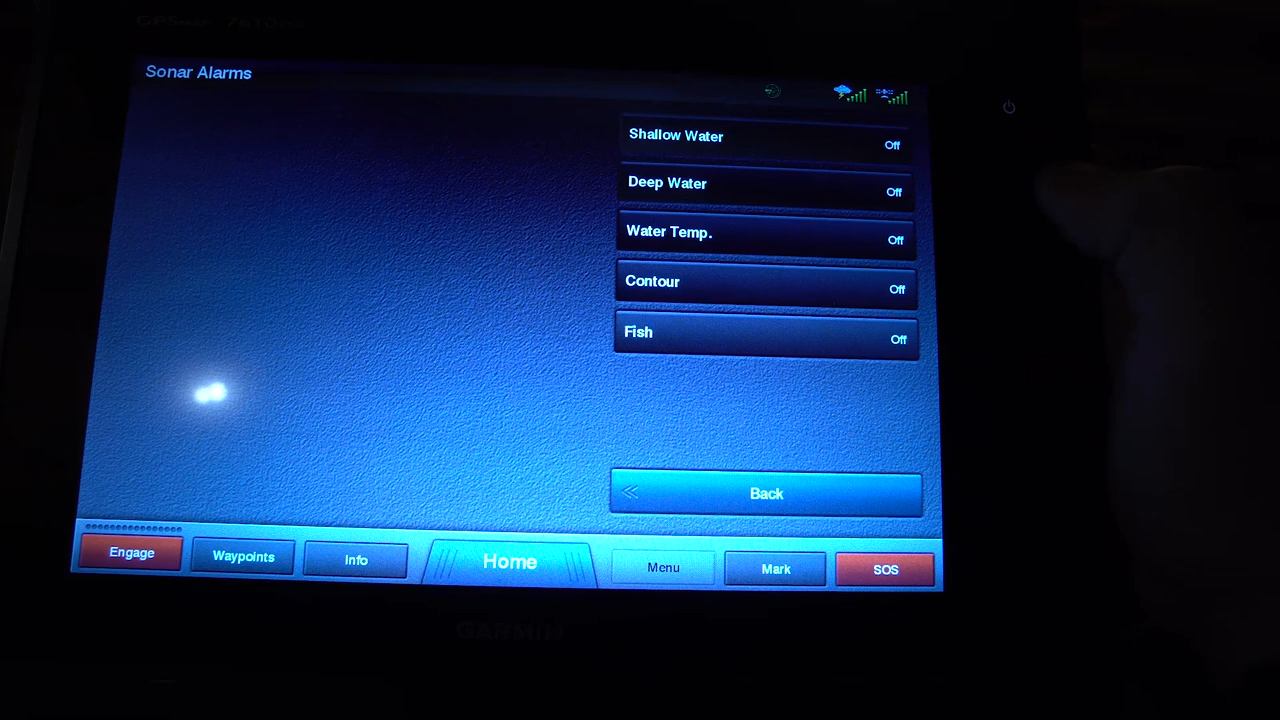 Sonar Alarms
Shallow Water Off
Deep Water Off
Water Temp. Off
Contour Off
Fish Off
Back
Engage Waypoints Info Home Menu Mark SOS
GARMIN